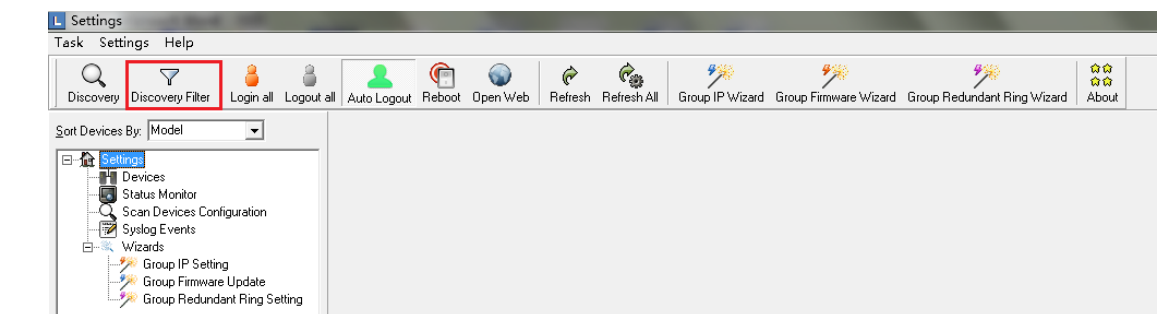 L Settings
Task Settings Help
Discovery Discovery Filter Login all Logout all Auto Logout Reboot Open Web Refresh Refresh All Group IP Wizard Group Firmware Wizard Group Redundant Ring Wizard About
Sort Devices By: Model
Settings
Devices
Status Monitor
Scan Devices Configuration
Syslog Events
Wizards
Group IP Setting
Group Firmware Update
Group Redundant Ring Setting